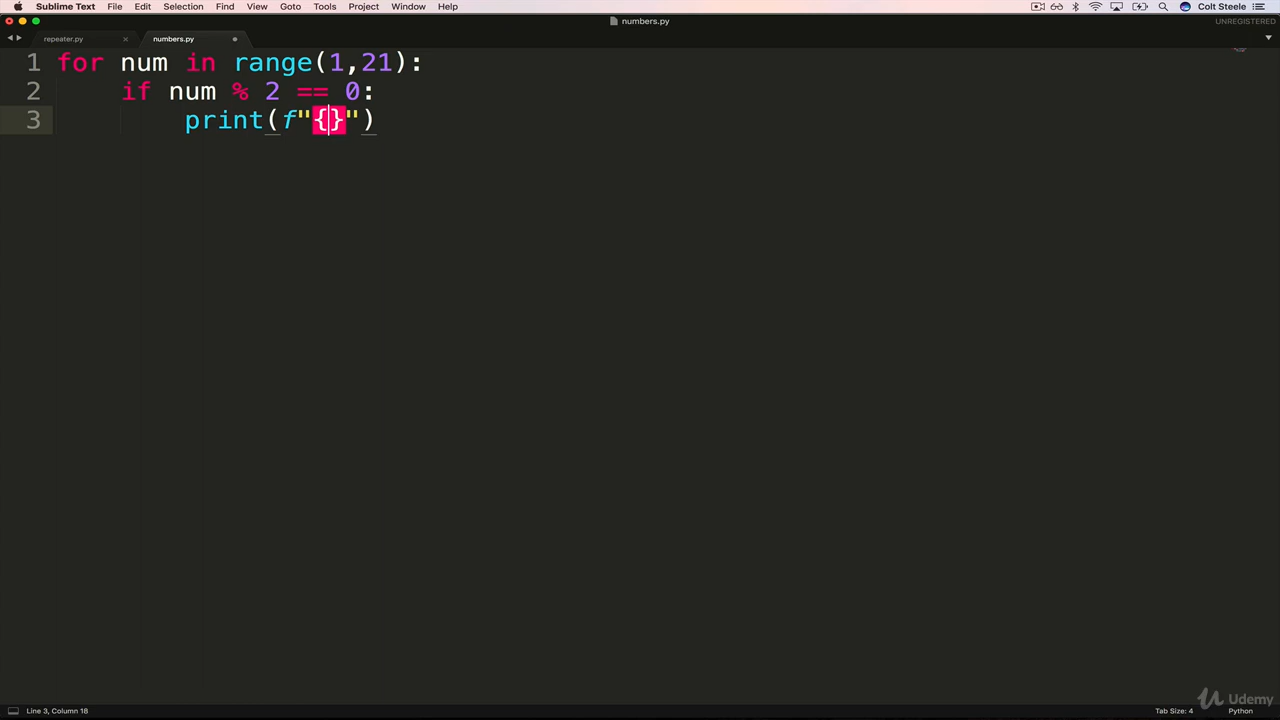 Sublime Text File Edit Selection Find View Goto Tools Project Window Help Colt Steele
numbers.py UNREGISTERED
repeater.py × numbers.py
1 for num in range(1,21):
2 if num % 2 == 0:
3 print(f"{}")
Udemy
Line 3, Column 18 Tab Size: 4 Python